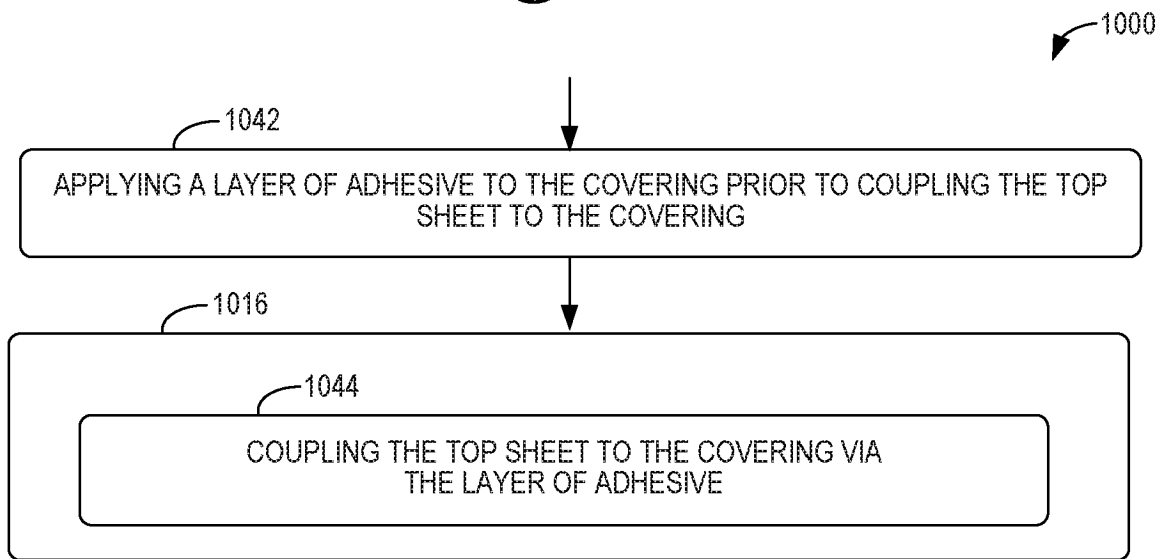 1000
1042
APPLYING A LAYER OF ADHESIVE TO THE COVERING PRIOR TO COUPLING THE TOP
SHEET TO THE COVERING
1016
1044
COUPLING THE TOP SHEET TO THE COVERING VIA
THE LAYER OF ADHESIVE